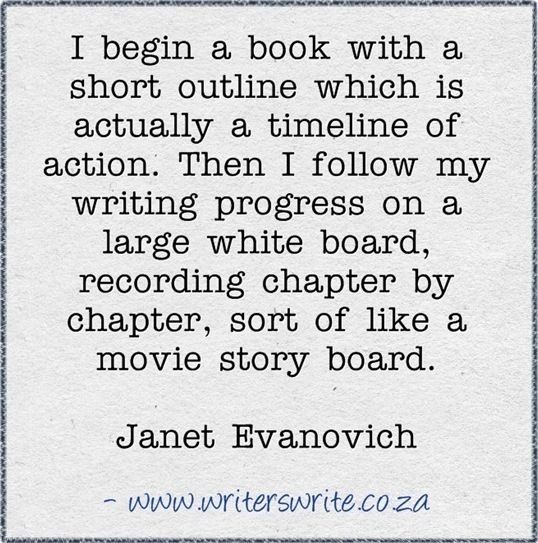 I begin a book with a
short outline which is
actually a timeline of
action. Then I follow my
writing progress on a
large white board,
recording chapter by
chapter, sort of like a
movie story board.
Janet Evanovich
- www.writerswrite.co.za